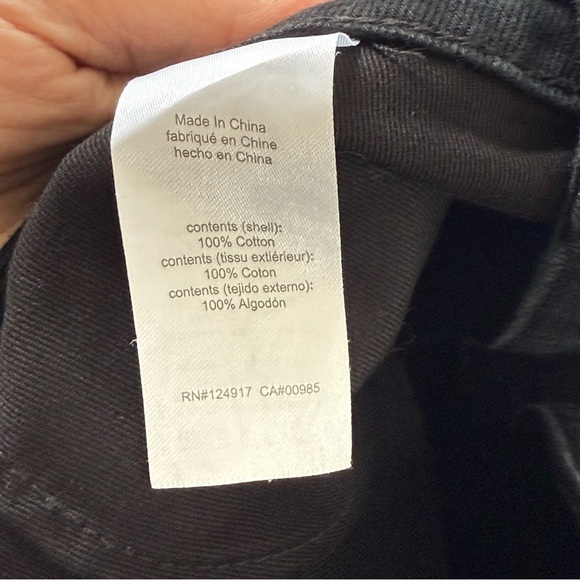 Made In China
fabriqué en Chine
hecho en China
contents (shell):
100% Cotton
contents (tissu extiérieur):
100% Coton
contents (tejido externo):
100% Algodón
RN#124917 CA#00985